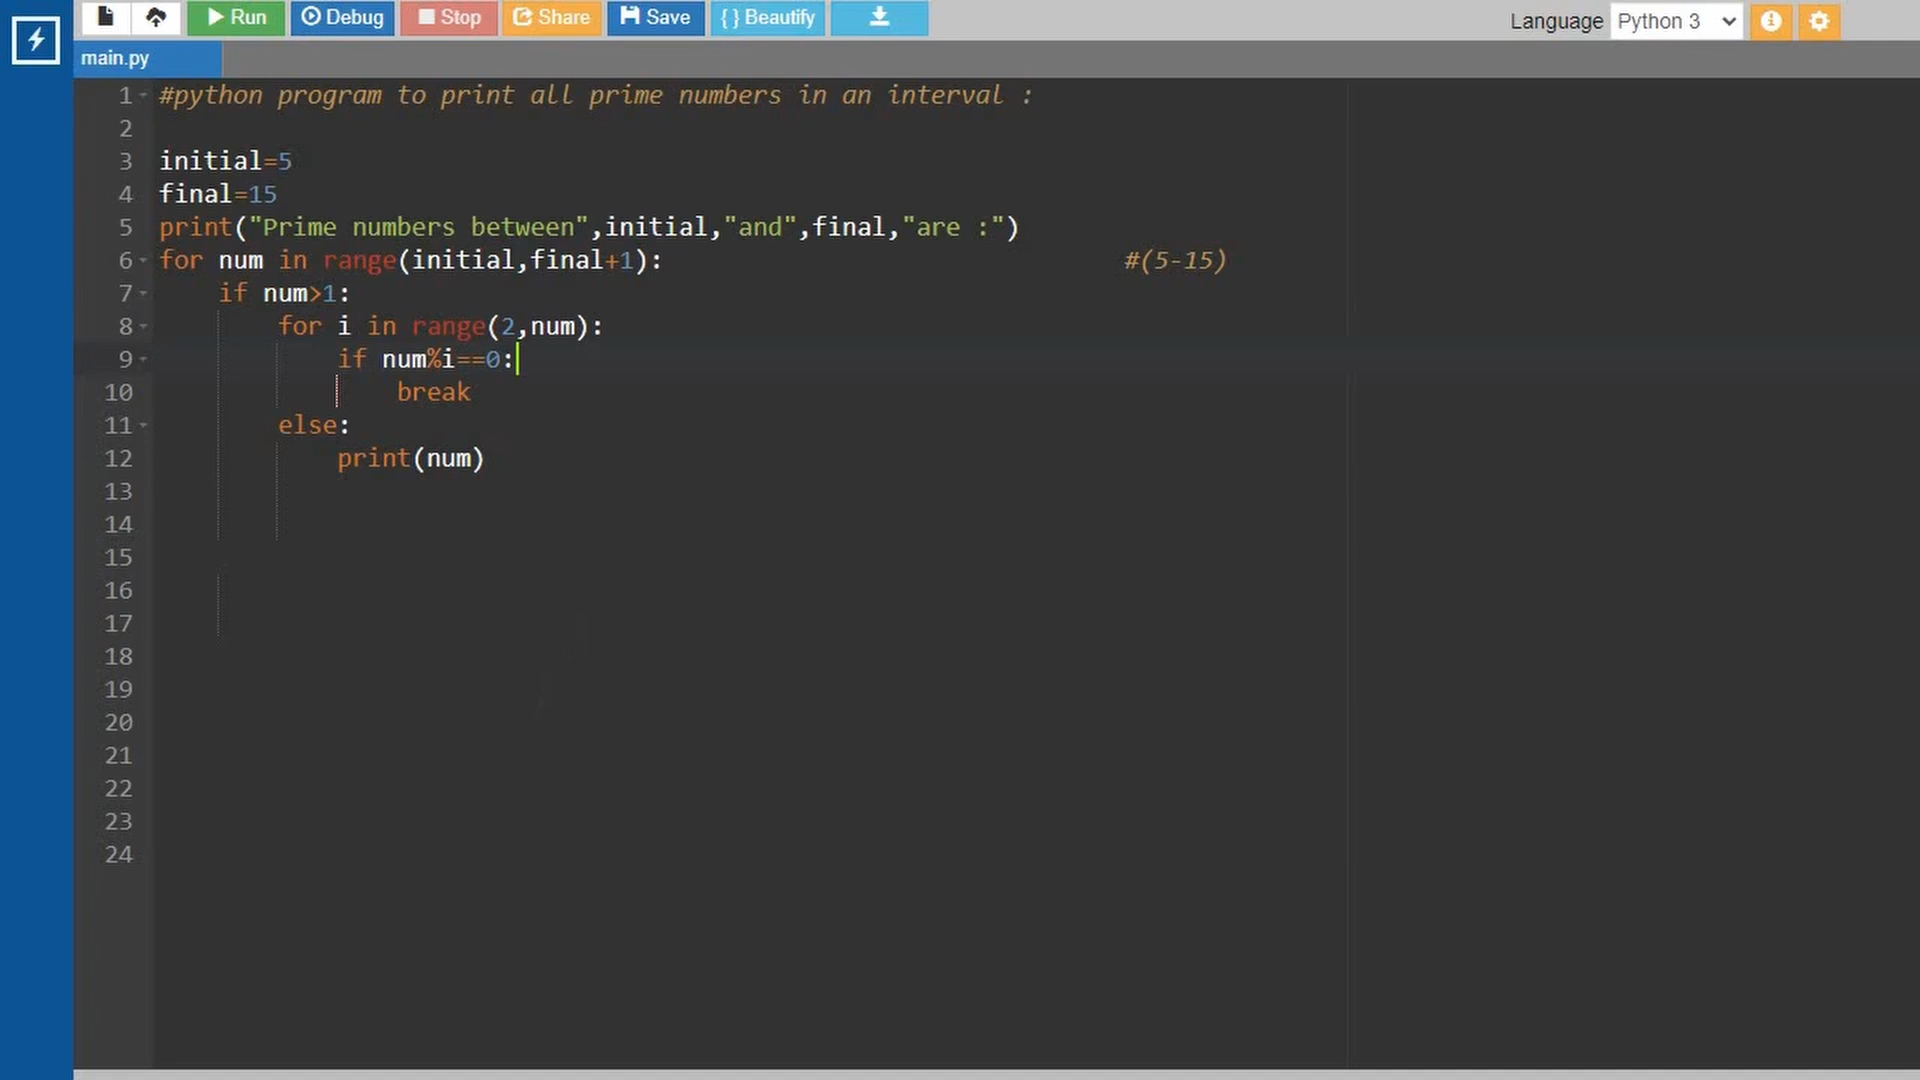 Run Debug Stop Share Save { } Beautify Language Python 3
main.py
1 #python program to print all prime numbers in an interval :
2
3 initial=5
4 final=15
5 print("Prime numbers between",initial,"and",final,"are :")
6 for num in range(initial,final+1): #(5-15)
7 if num>1:
8 for i in range(2,num):
9 if num%i==0:
10 break
11 else:
12 print(num)
13
14
15
16
17
18
19
20
21
22
23
24